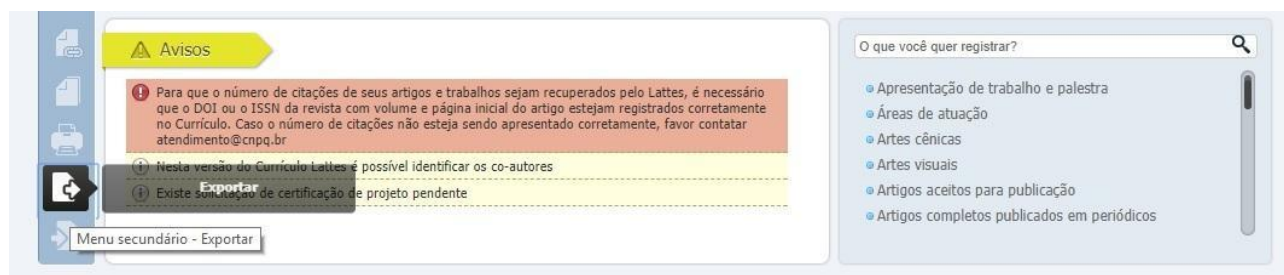 Avisos
Para que o número de citações de seus artigos e trabalhos sejam recuperados pelo Lattes, é necessário
que o DOI ou o ISSN da revista com volume e página inicial do artigo estejam registrados corretamente
no Currículo. Caso o número de citações não esteja sendo apresentado corretamente, favor contatar
atendimento@cnpq.br
Nesta versão do Currículo Lattes é possível identificar os co-autores
Existe solicitação de certificação de projeto pendente
Exportar
Menu secundário - Exportar
O que você quer registrar?
Apresentação de trabalho e palestra
Áreas de atuação
Artes cênicas
Artes visuais
Artigos aceitos para publicação
Artigos completos publicados em periódicos